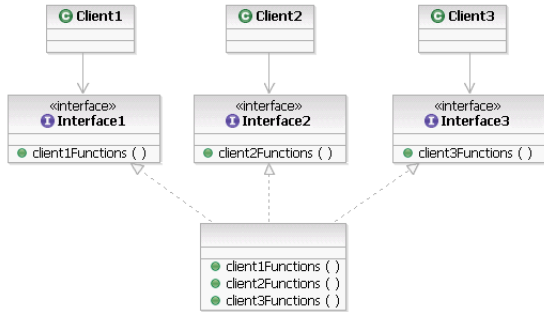 Client1
Client2
Client3
«interface»
Interface1
«interface»
Interface2
«interface»
Interface3
client1Functions ( )
client2Functions ( )
client3Functions ( )
client1Functions ( )
client2Functions ( )
client3Functions ( )